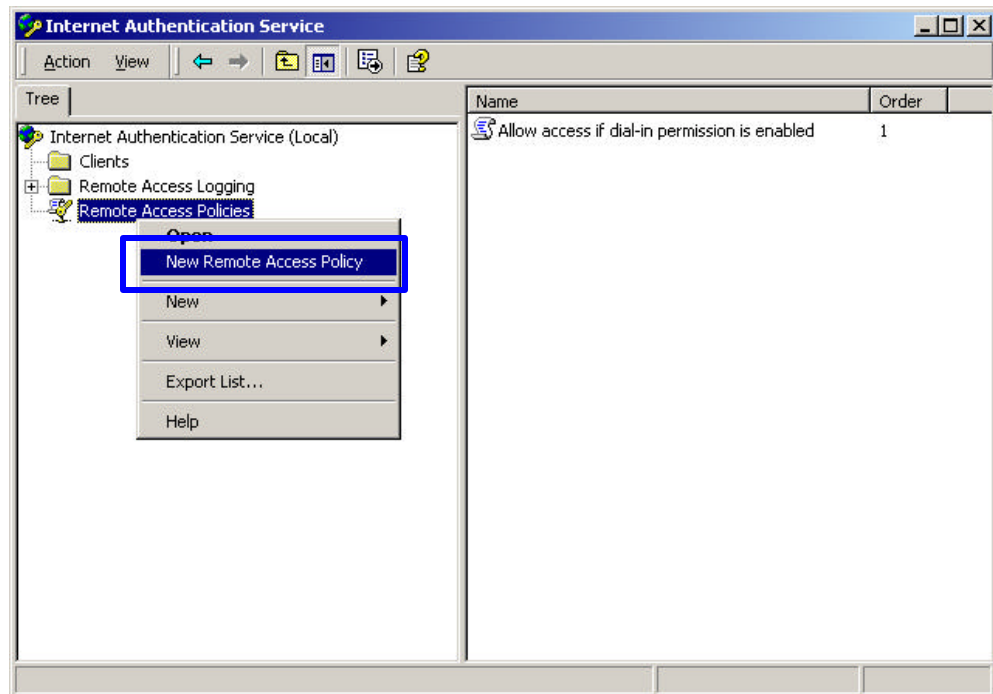 Internet Authentication Service
Action View
Tree
Name Order
Internet Authentication Service (Local)
Allow access if dial-in permission is enabled 1
Clients
Remote Access Logging
Remote Access Policies
Open
New Remote Access Policy
New
View
Export List...
Help